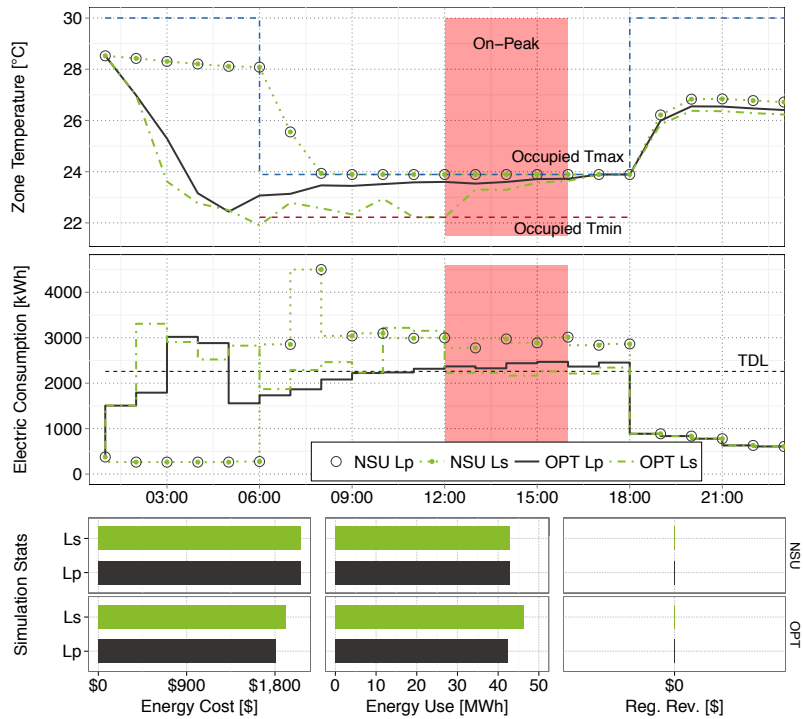 Zone Temperature [°C]
30
28
26
24
22
On−Peak
Occupied Tmax
Occupied Tmin
Electric Consumption [kWh]
4000
3000
2000
1000
0
TDL
NSU Lp NSU Ls OPT Lp OPT Ls
03:00 06:00 09:00 12:00 15:00 18:00 21:00
Simulation Stats
Ls
Lp
NSU
Ls
Lp
OPT
$0 $900 $1,800 0 10 20 30 40 50 $0
Energy Cost [$] Energy Use [MWh] Reg. Rev. [$]